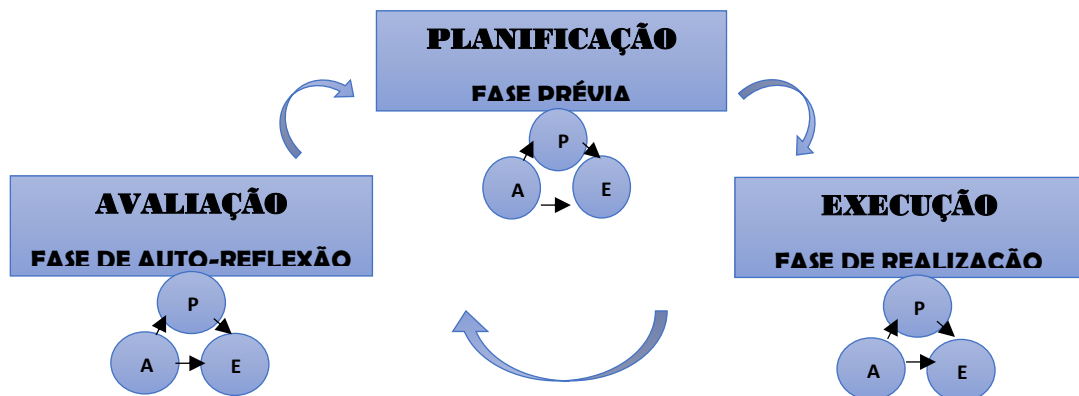 PLANIFICAÇÃO
FASE PRÉVIA
P
A
E
AVALIAÇÃO
FASE DE AUTO-REFLEXÃO
P
A
E
EXECUÇÃO
FASE DE REALIZAÇÃO
P
A
E